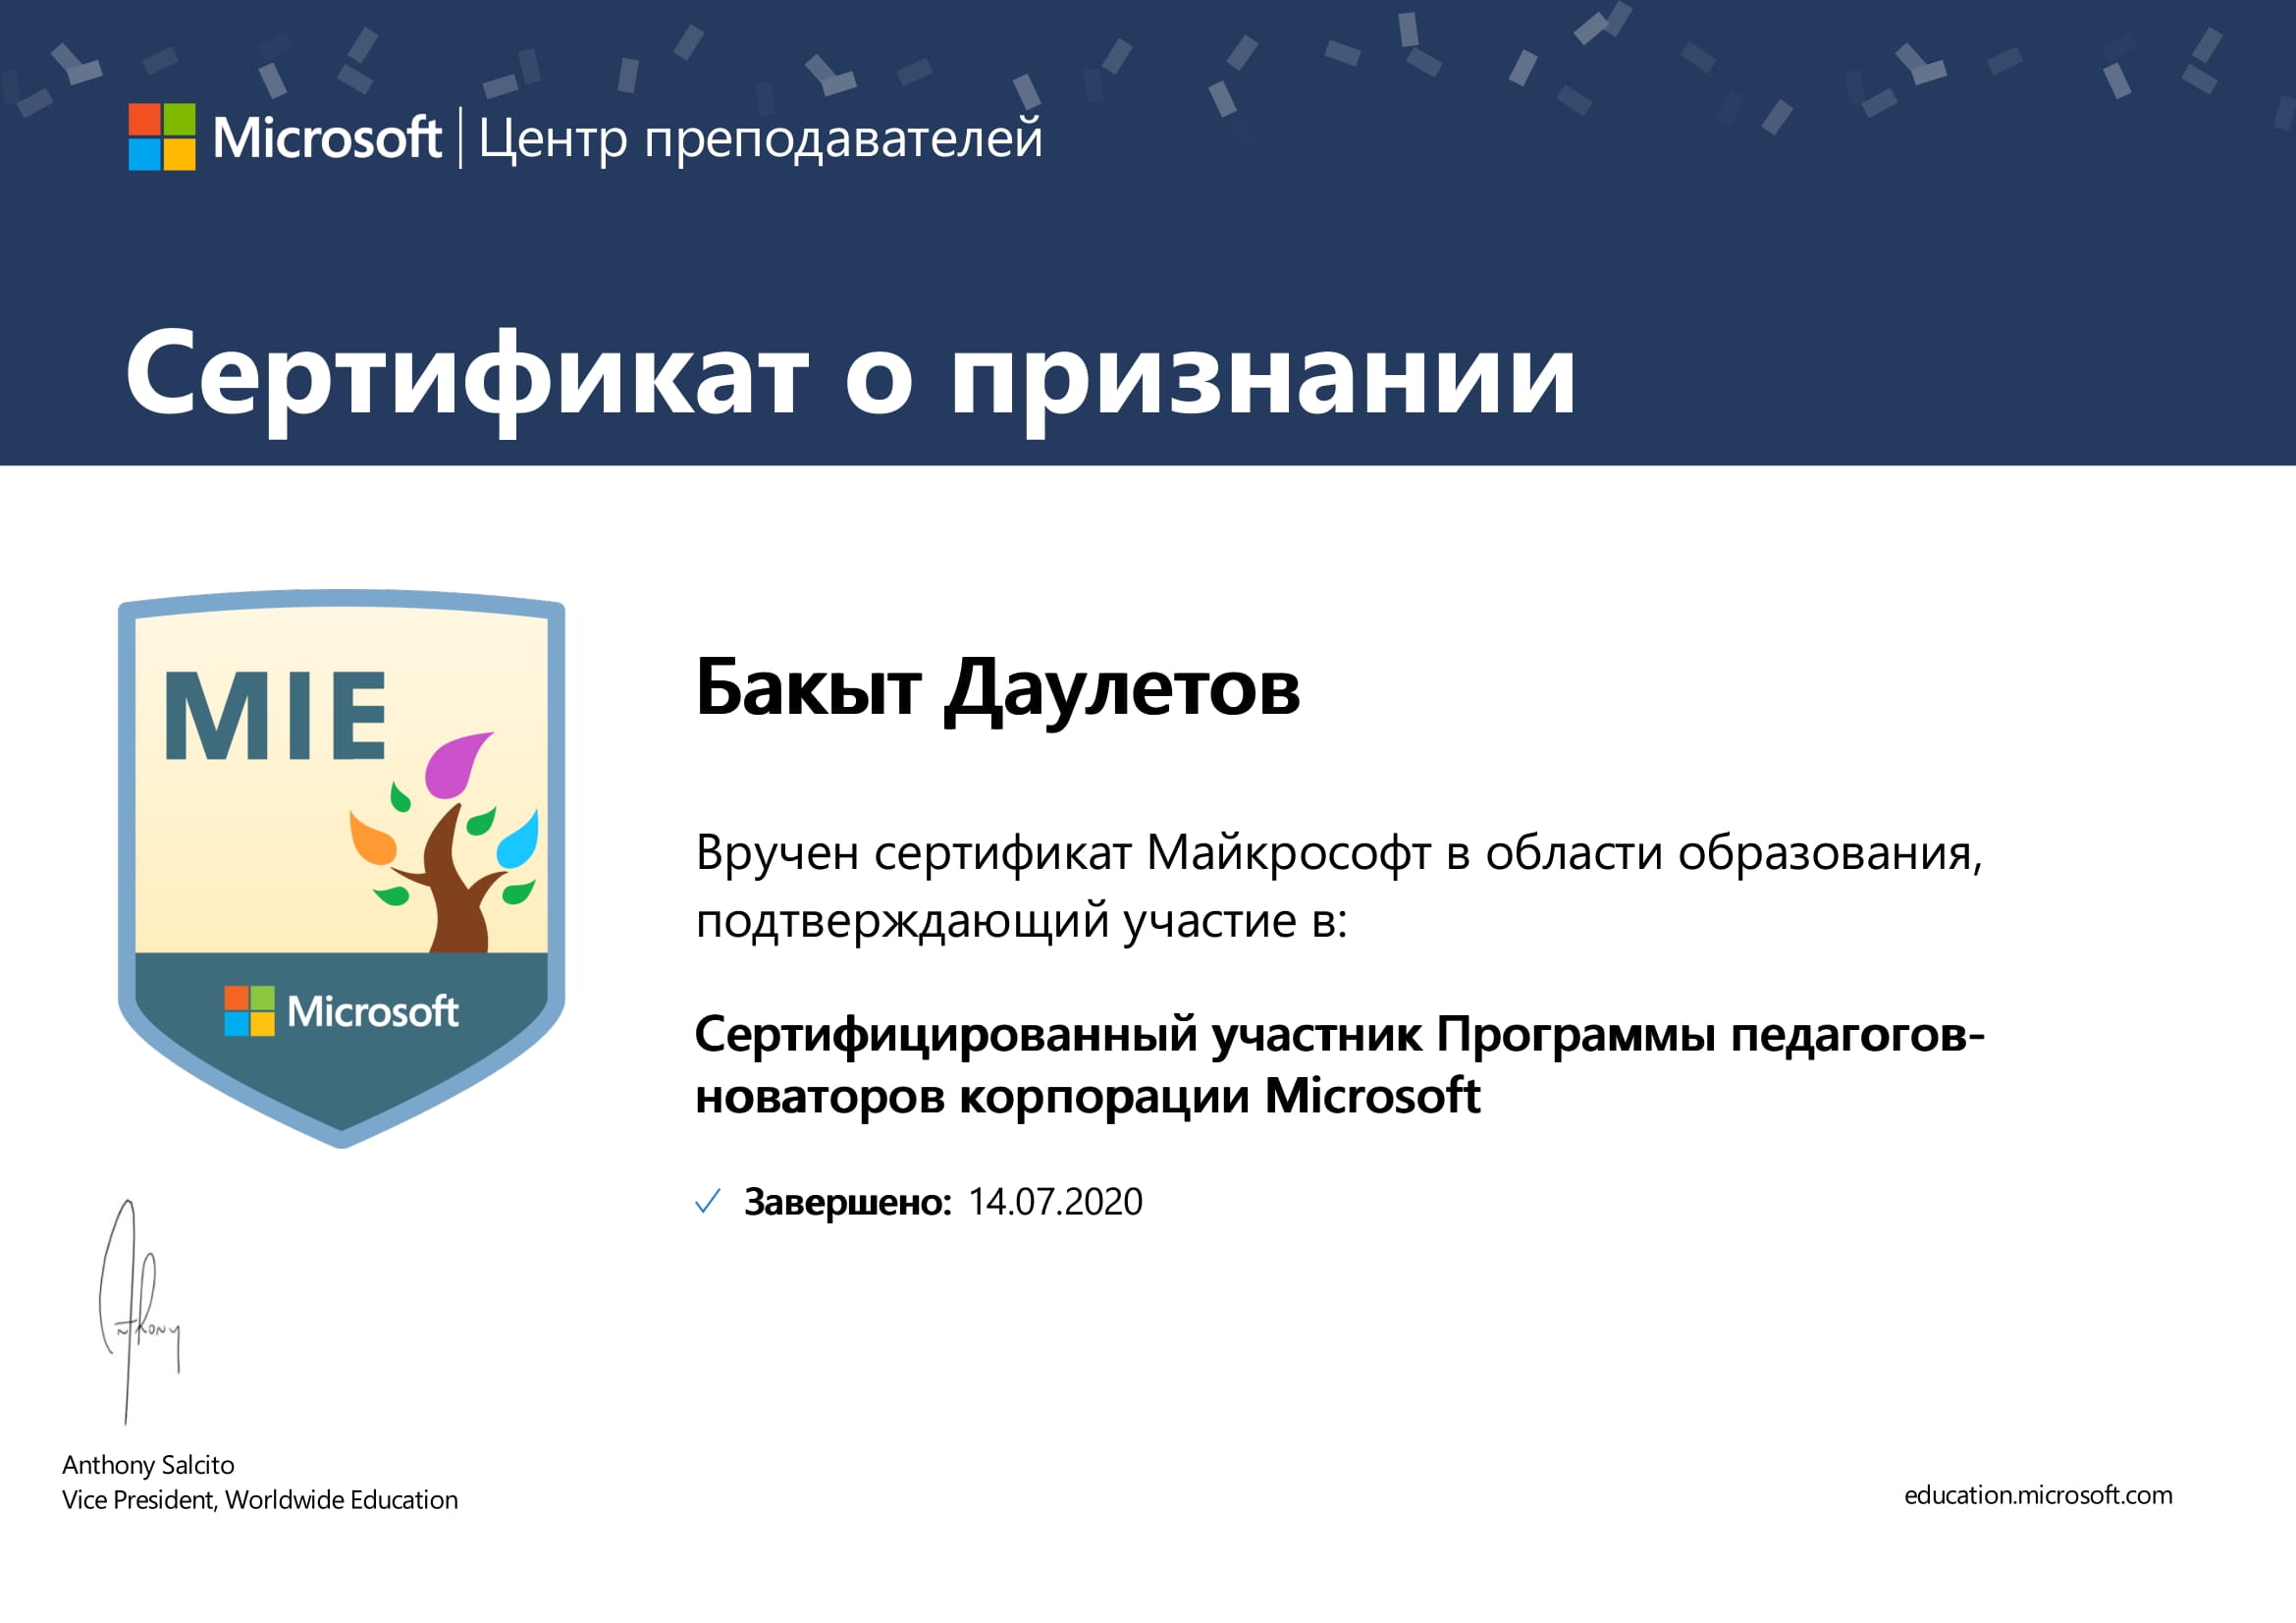 Microsoft | Центр преподавателей
Сертификат о признании
MIE
Microsoft
Бакыт Даулетов
Вручен сертификат Майкрософт в области образования,
подтверждающий участие в:
Сертифицированный участник Программы педагогов-
новаторов корпорации Microsoft
✓ Завершено: 14.07.2020
Anthony
Anthony Salcito
Vice President, Worldwide Education
education.microsoft.com